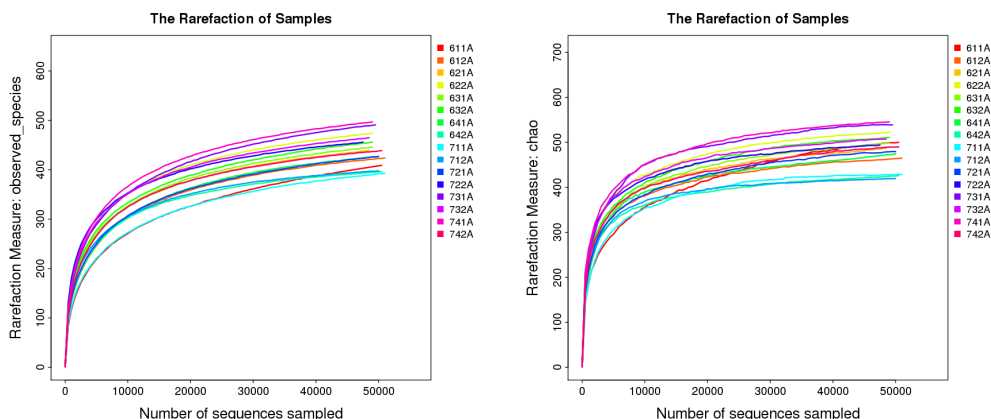 The Rarefaction of Samples
Rarefaction Measure: observed_species
600
500
400
300
200
100
0
0 10000 20000 30000 40000 50000
Number of sequences sampled
611A
612A
621A
622A
631A
632A
641A
642A
711A
712A
721A
722A
731A
732A
741A
742A
The Rarefaction of Samples
Rarefaction Measure: chao
700
600
500
400
300
200
100
0
0 10000 20000 30000 40000 50000
Number of sequences sampled
611A
612A
621A
622A
631A
632A
641A
642A
711A
712A
721A
722A
731A
732A
741A
742A